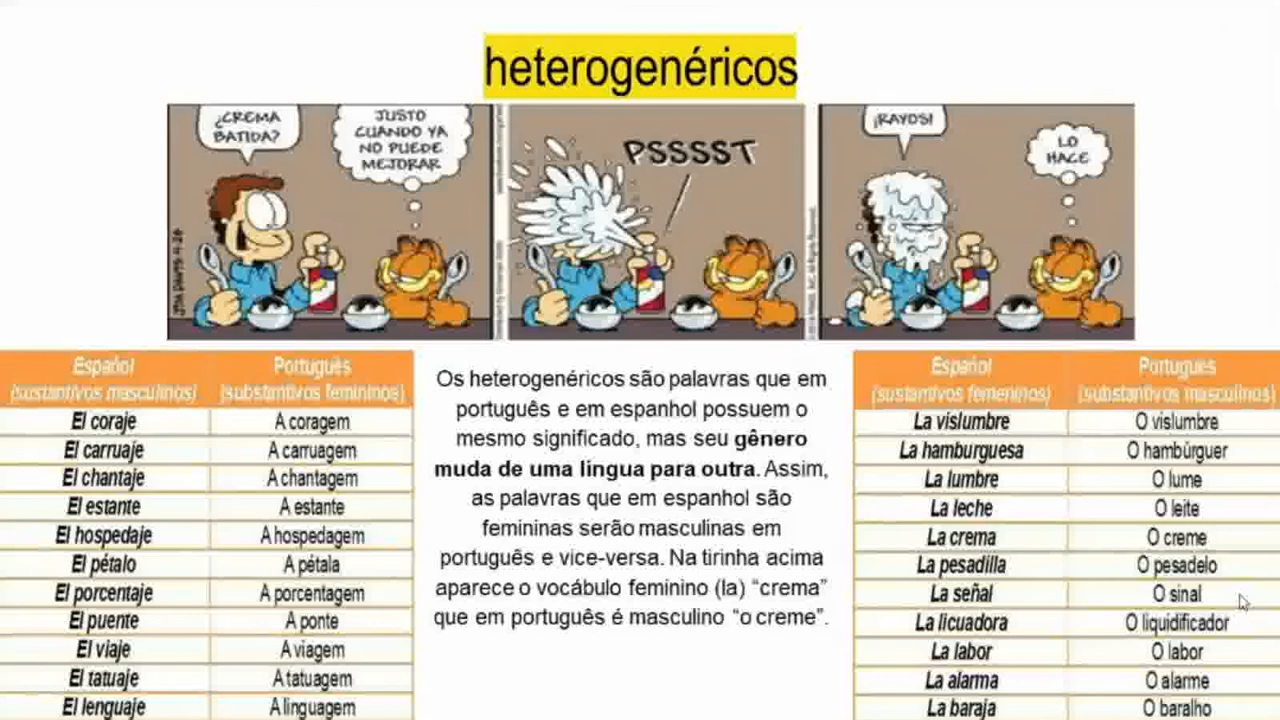 heterogenéricos
¿CREMA
BATIDA?
JUSTO
CUANDO YA
NO PUEDE
MEJORAR
PSSSST
¡RAYOS!
LO
HACE
Español
(sustantivos masculinos)
Portugués
(substantivos femininos)
El coraje A coragem
El carruaje A carruagem
El chantaje A chantagem
El estante A estante
El hospedaje A hospedagem
El pétalo A pétala
El porcentaje A porcentagem
El puente A ponte
El viaje A viagem
El tatuaje A tatuagem
El lenguaje A linguagem
Os heterogenéricos são palavras que em
português e em espanhol possuem o
mesmo significado, mas seu gênero
muda de uma língua para outra. Assim,
as palavras que em espanhol são
femininas serão masculinas em
português e vice-versa. Na tirinha acima
aparece o vocábulo feminino (la) “crema”
que em português é masculino “o creme”.
Español
(sustantivos femeninos)
Portugués
(substantivos masculinos)
La vislumbre O vislumbre
La hamburguesa O hambúrguer
La lumbre O lume
La leche O leite
La crema O creme
La pesadilla O pesadelo
La señal O sinal
La licuadora O liquidificador
La labor O labor
La alarma O alarme
La baraja O baralho